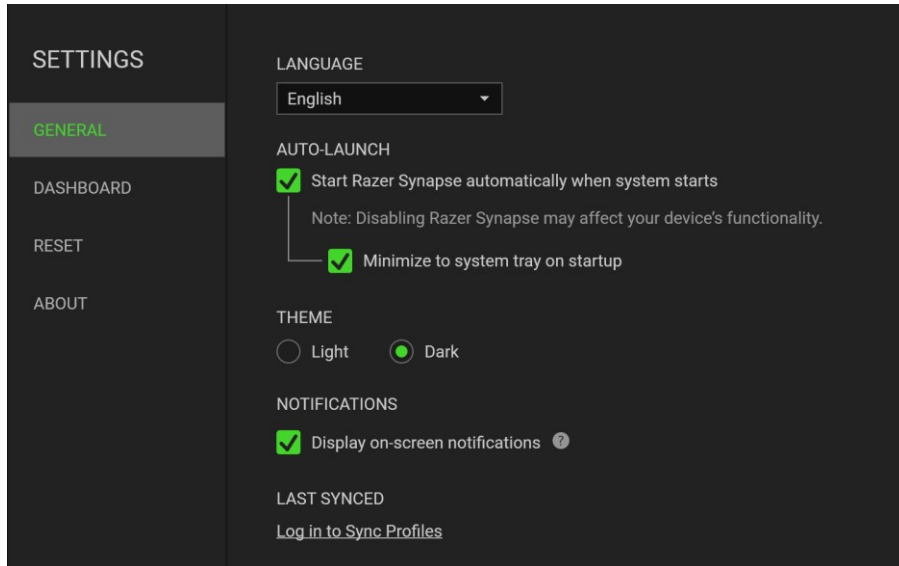 SETTINGS
GENERAL
DASHBOARD
RESET
ABOUT
LANGUAGE
English
AUTO-LAUNCH
Start Razer Synapse automatically when system starts
Note: Disabling Razer Synapse may affect your device’s functionality.
Minimize to system tray on startup
THEME
Light
Dark
NOTIFICATIONS
Display on-screen notifications ?
LAST SYNCED
Log in to Sync Profiles